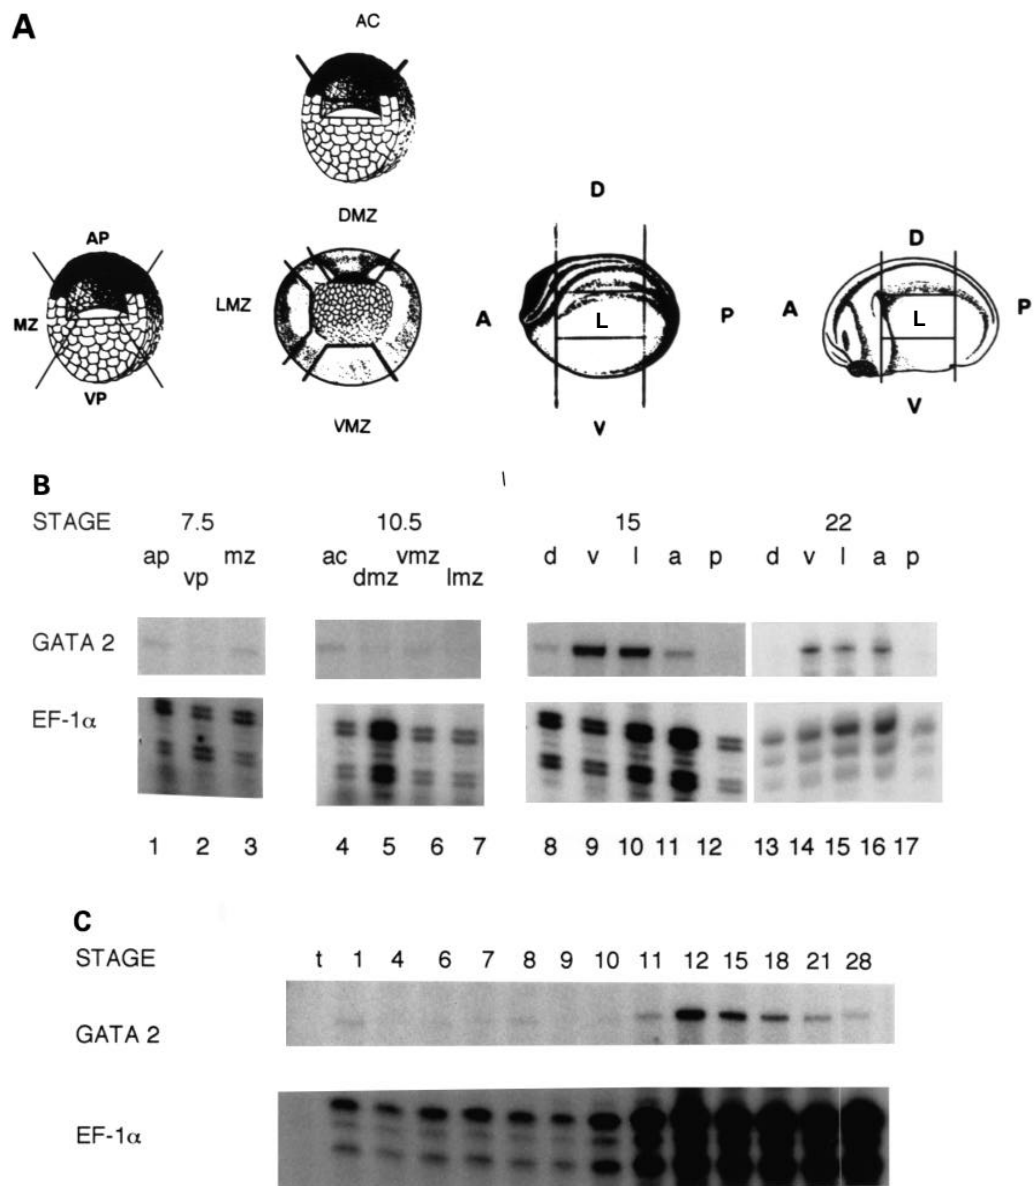 A
AC
DMZ
AP
MZ
VP
LMZ
VMZ
D
A
L
P
V
D
A
L
P
V
B
STAGE 7.5 10.5 15 22
ap vp mz ac dmz vmz lmz d v l a p d v l a p
GATA 2
EF-1α
1 2 3 4 5 6 7 8 9 10 11 12 13 14 15 16 17
C
STAGE t 1 4 6 7 8 9 10 11 12 15 18 21 28
GATA 2
EF-1α